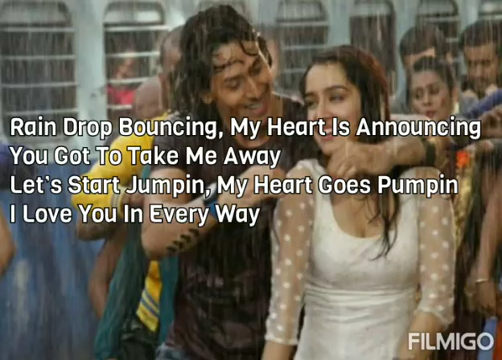 Rain Drop Bouncing, My Heart Is Announcing
You Got To Take Me Away
Let's Start Jumpin, My Heart Goes Pumpin
I Love You In Every Way
FILMIGO